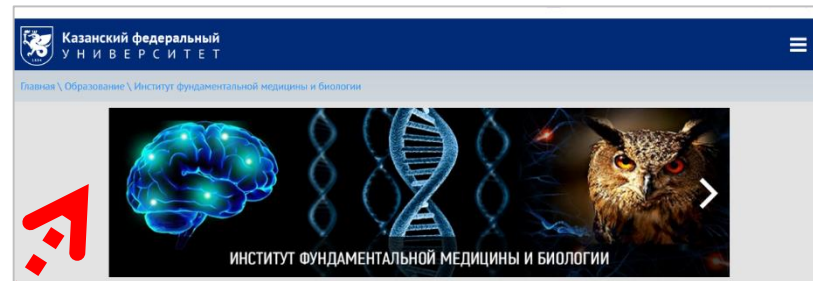 Казанский федеральный
УНИВЕРСИТЕТ
Главная \ Образование \ Институт фундаментальной медицины и биологии
ИНСТИТУТ ФУНДАМЕНТАЛЬНОЙ МЕДИЦИНЫ И БИОЛОГИИ